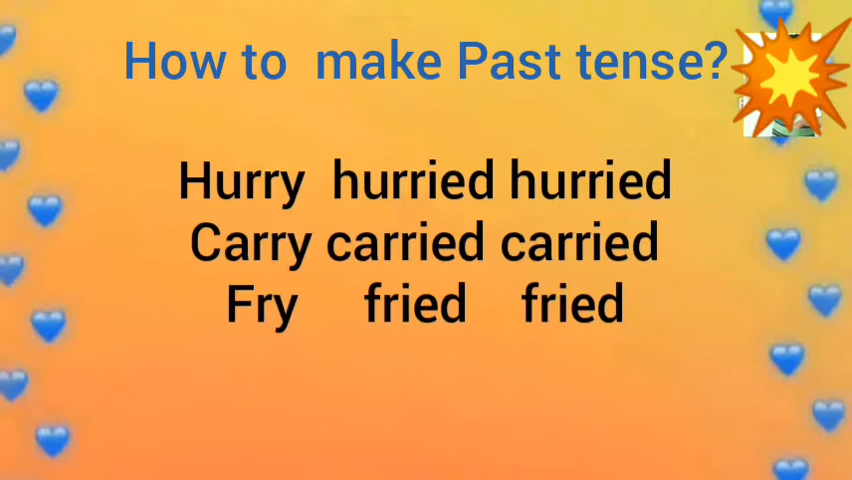 How to make Past tense?
Hurry hurried hurried
Carry carried carried
Fry fried fried